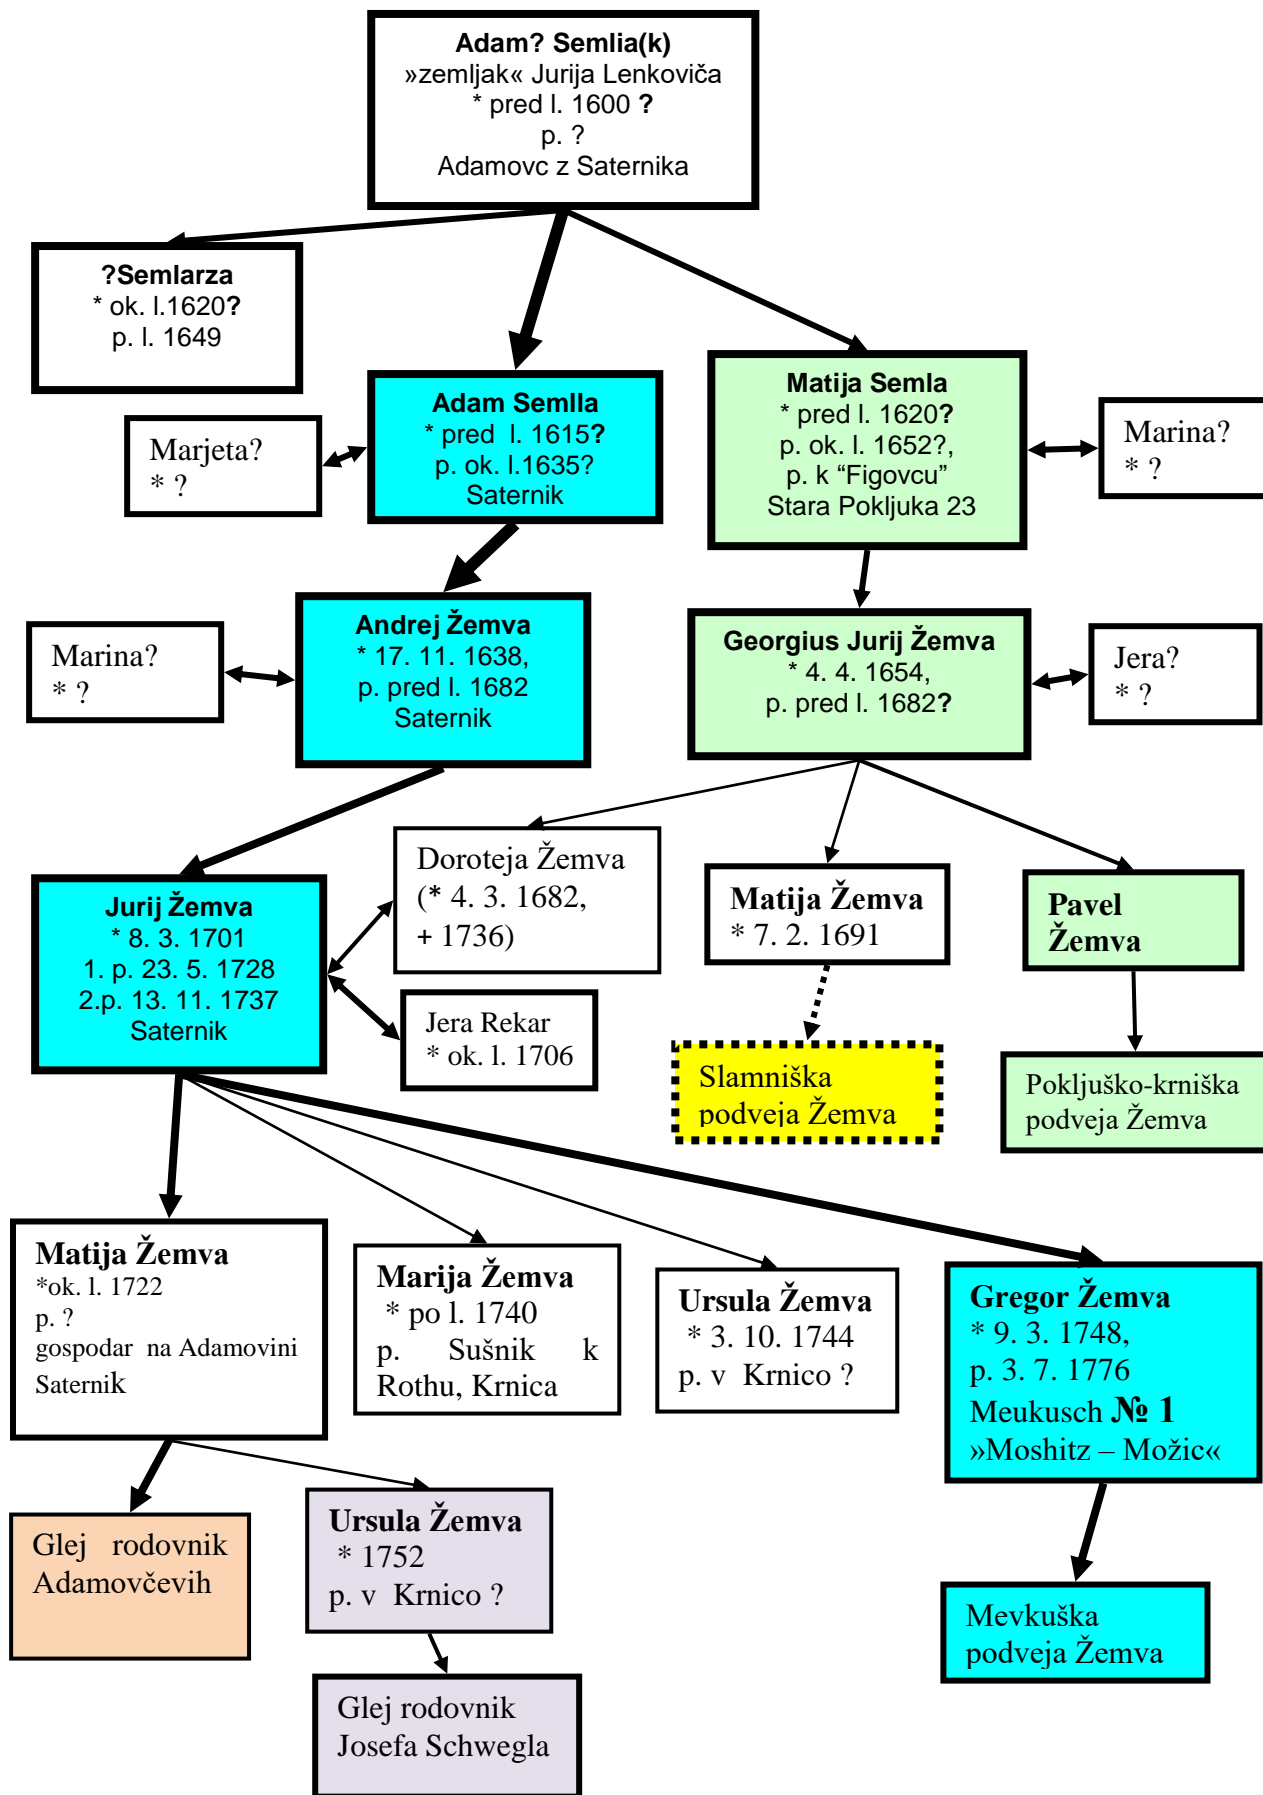 Adam? Semlia(k)
»zemljak« Jurija Lenkoviča
* pred l. 1600 ?
p. ?
Adamovc z Saternika
?Semlarza
* ok. l.1620?
p. l. 1649
Adam Semlla
* pred l. 1615?
p. ok. l.1635?
Saternik
Matija Semla
* pred l. 1620?
p. ok. l. 1652?,
p. k “Figovcu”
Stara Pokljuka 23
Marjeta?
* ?
Marina?
* ?
Marina?
* ?
Andrej Žemva
* 17. 11. 1638,
p. pred l. 1682
Saternik
Georgius Jurij Žemva
* 4. 4. 1654,
p. pred l. 1682?
Jera?
* ?
Jurij Žemva
* 8. 3. 1701
1. p. 23. 5. 1728
2.p. 13. 11. 1737
Saternik
Doroteja Žemva
(* 4. 3. 1682,
+ 1736)
Jera Rekar
* ok. l. 1706
Matija Žemva
* 7. 2. 1691
Pavel
Žemva
Slamniška
podveja Žemva
Pokljuško-krniška
podveja Žemva
Matija Žemva
*ok. l. 1722
p. ?
gospodar na Adamovini
Saternik
Marija Žemva
* po l. 1740
p. Sušnik k
Rothu, Krnica
Ursula Žemva
* 3. 10. 1744
p. v Krnico ?
Gregor Žemva
* 9. 3. 1748,
p. 3. 7. 1776
Meukusch № 1
»Moshitz – Možic«
Glej rodovnik
Adamovčevih
Ursula Žemva
* 1752
p. v Krnico ?
Mevkuška
podveja Žemva
Glej rodovnik
Josefa Schwegla